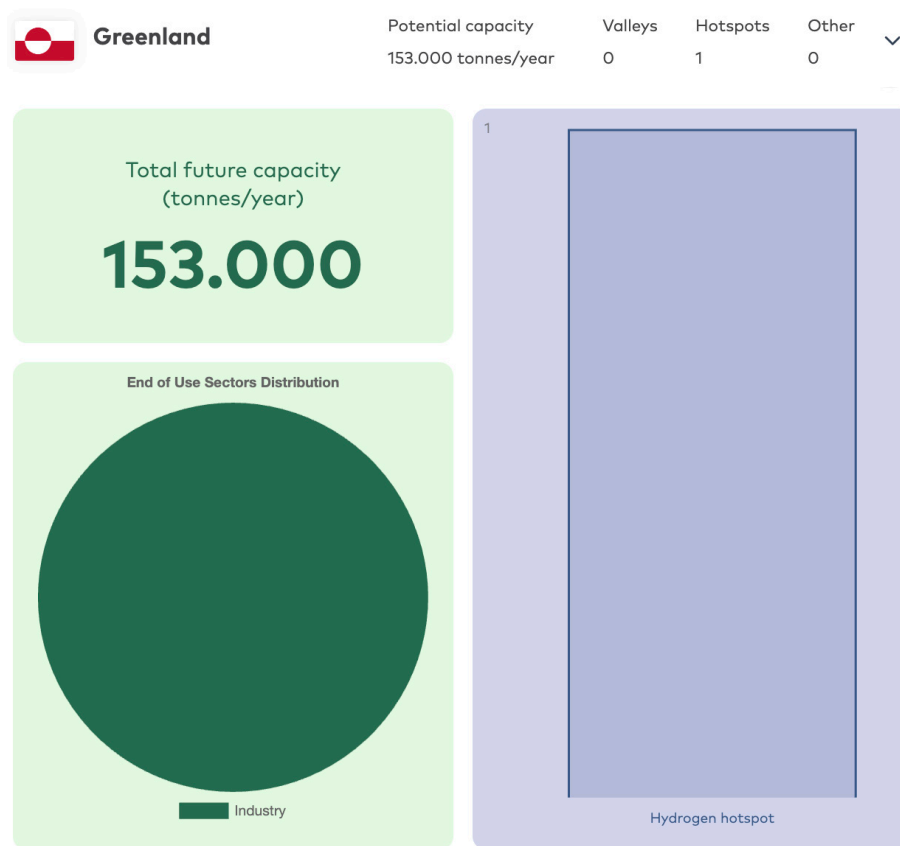 Greenland
Potential capacity
153.000 tonnes/year
Valleys
0
Hotspots
1
Other
0
Total future capacity
(tonnes/year)
153.000
End of Use Sectors Distribution
Industry
1
Hydrogen hotspot